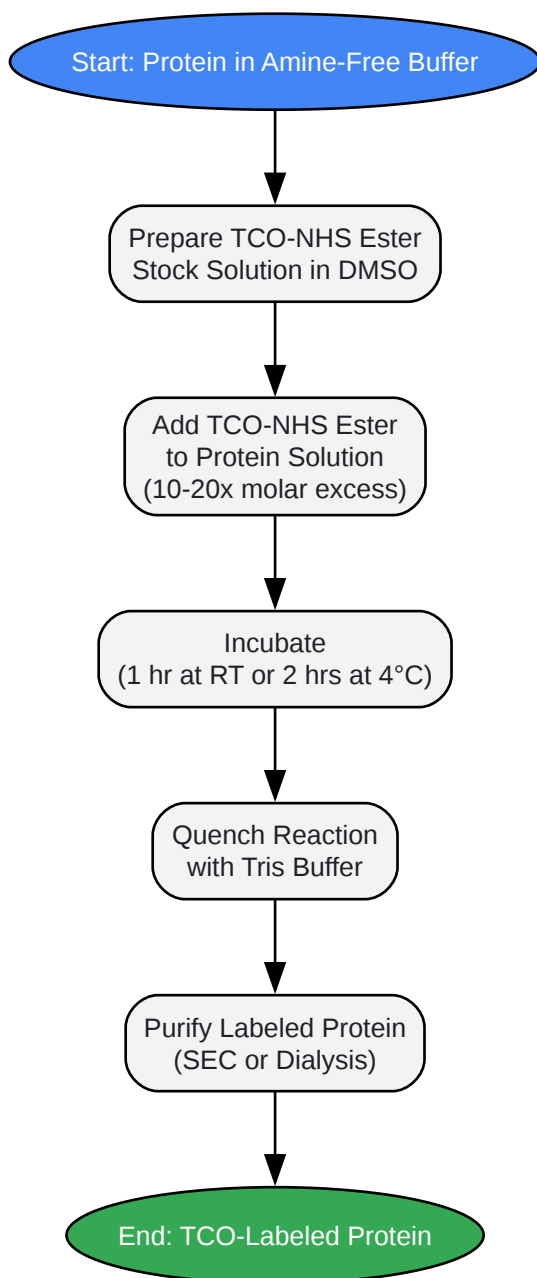 Start: Protein in Amine-Free Buffer
Prepare TCO-NHS Ester
Stock Solution in DMSO
Add TCO-NHS Ester
to Protein Solution
(10-20x molar excess)
Incubate
(1 hr at RT or 2 hrs at 4°C)
Quench Reaction
with Tris Buffer
Purify Labeled Protein
(SEC or Dialysis)
End: TCO-Labeled Protein